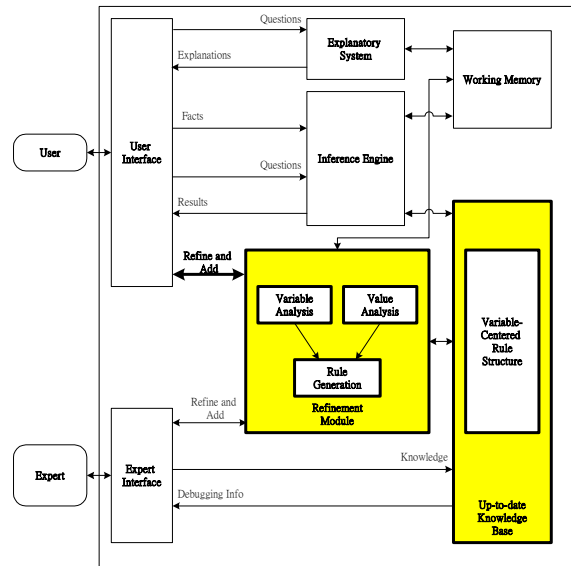 Questions
Explanatory
System
Explanations
Working Memory
Facts
User
User
Interface
Inference Engine
Questions
Results
Refine and
Add
Variable
Analysis
Value
Analysis
Variable-
Centered
Rule
Structure
Rule
Generation
Refinement
Module
Refine and
Add
Knowledge
Expert
Expert
Interface
Debugging Info
Up-to-date
Knowledge
Base